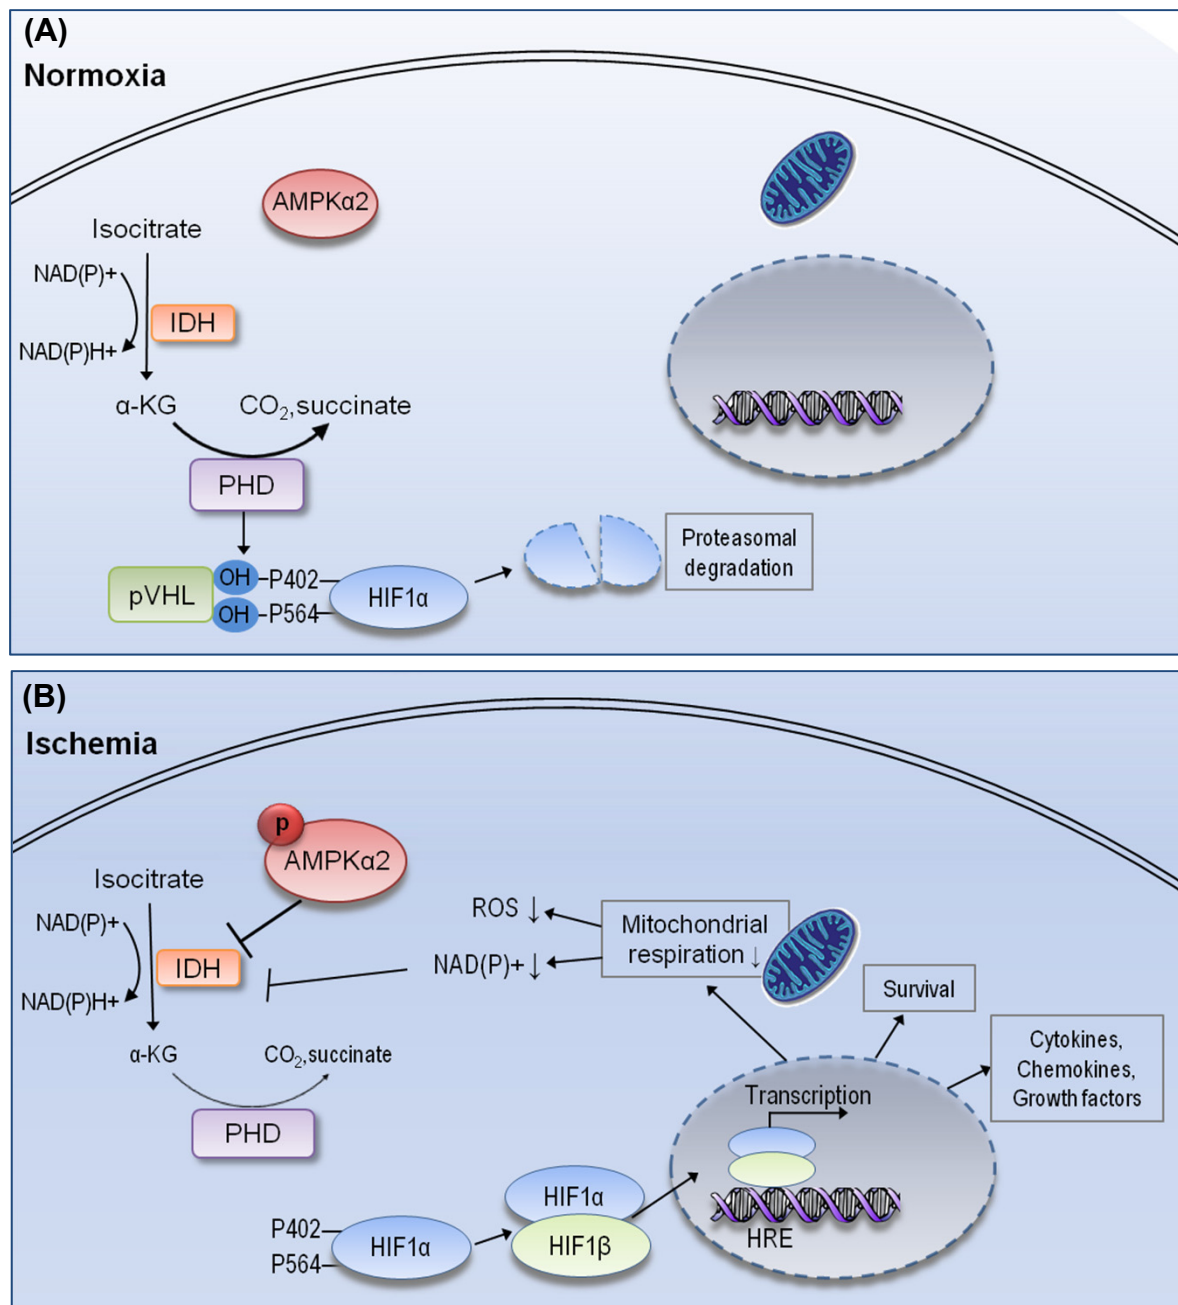 (A)
Normoxia
AMPKα2
Isocitrate
NAD(P)+
IDH
NAD(P)H+
α-KG
CO₂,succinate
PHD
OH
P402
pVHL
HIF1α
OH
P564
Proteasomal
degradation
(B)
Ischemia
p
AMPKα2
Isocitrate
NAD(P)+
IDH
NAD(P)H+
α-KG
CO₂,succinate
PHD
ROS ↓
NAD(P)+ ↓
Mitochondrial
respiration ↓
Survival
Cytokines,
Chemokines,
Growth factors
Transcription
HRE
P402
P564
HIF1α
HIF1α
HIF1β